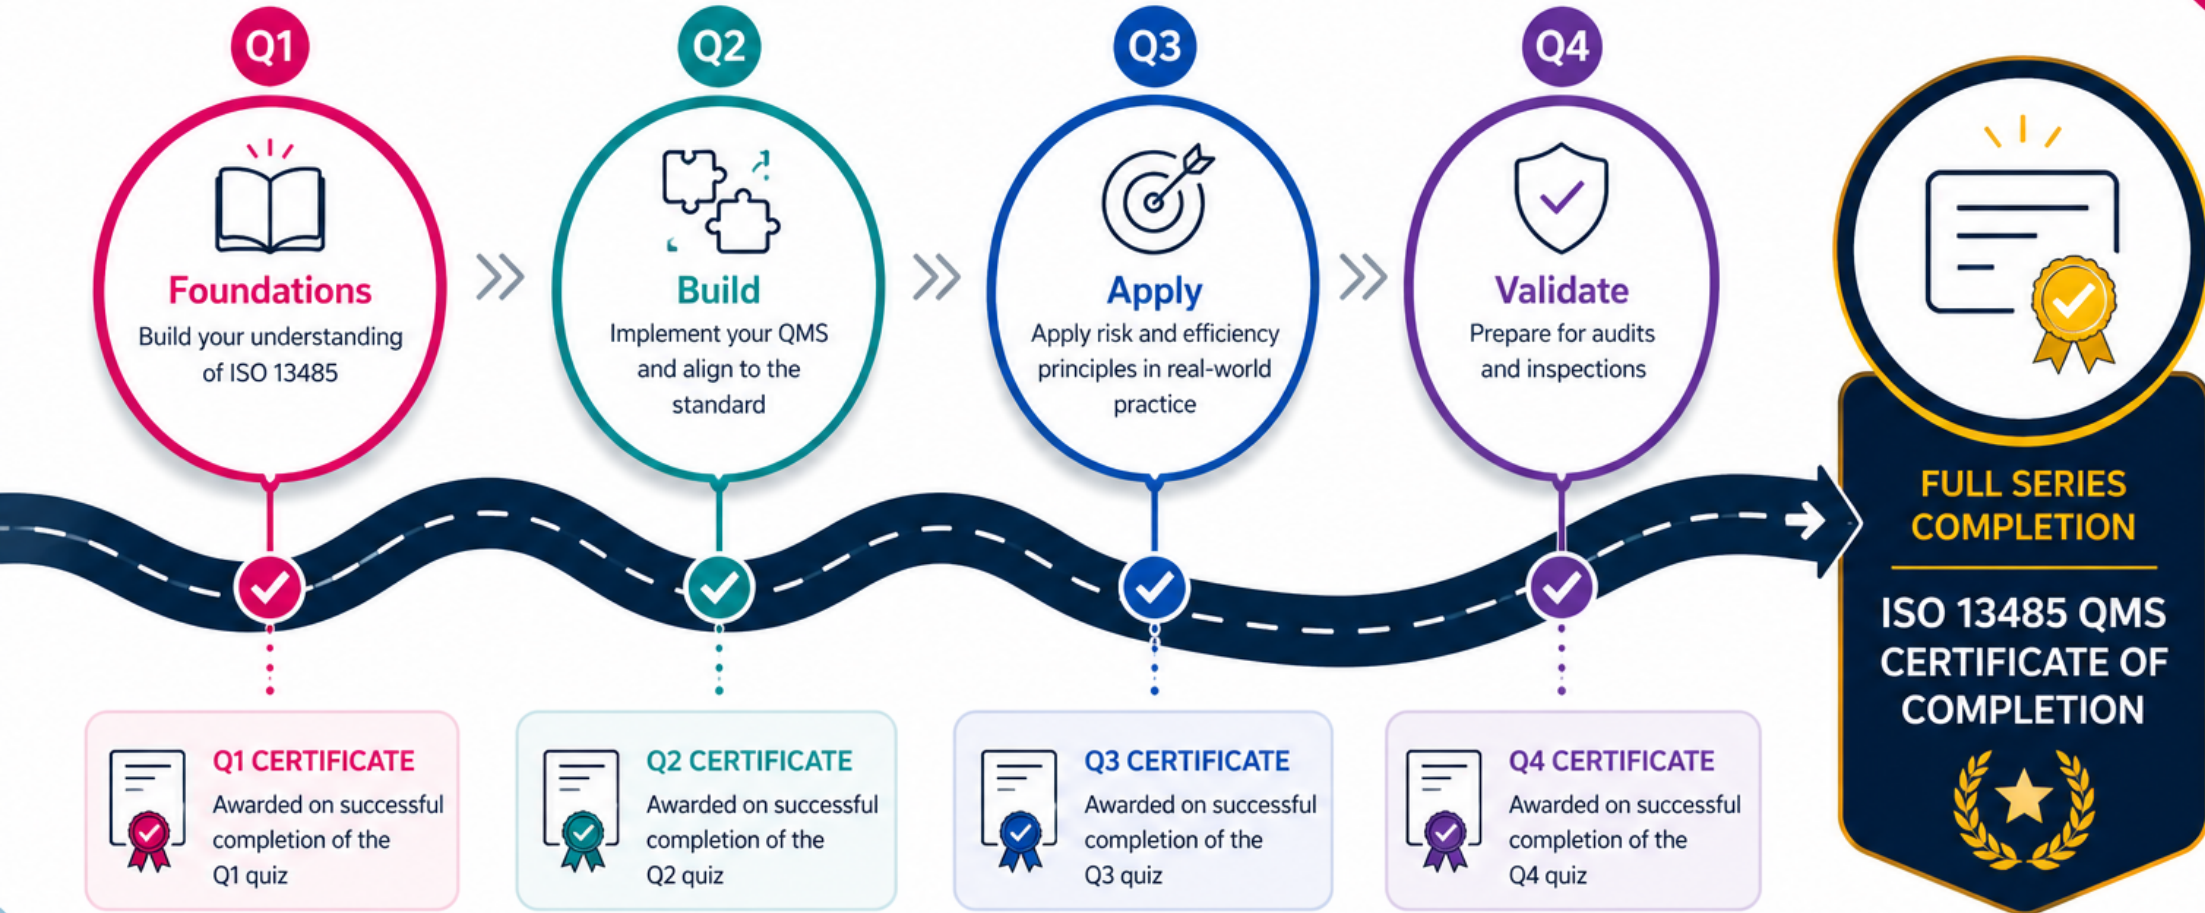 Q1
Q2
Q3
Q4
Foundations
Build your understanding
of ISO 13485
Build
Implement your QMS
and align to the
standard
Apply
Apply risk and efficiency
principles in real-world
practice
Validate
Prepare for audits
and inspections
FULL SERIES
COMPLETION
ISO 13485 QMS
CERTIFICATE OF
COMPLETION
Q1 CERTIFICATE
Awarded on successful
completion of the
Q1 quiz
Q2 CERTIFICATE
Awarded on successful
completion of the
Q2 quiz
Q3 CERTIFICATE
Awarded on successful
completion of the
Q3 quiz
Q4 CERTIFICATE
Awarded on successful
completion of the
Q4 quiz